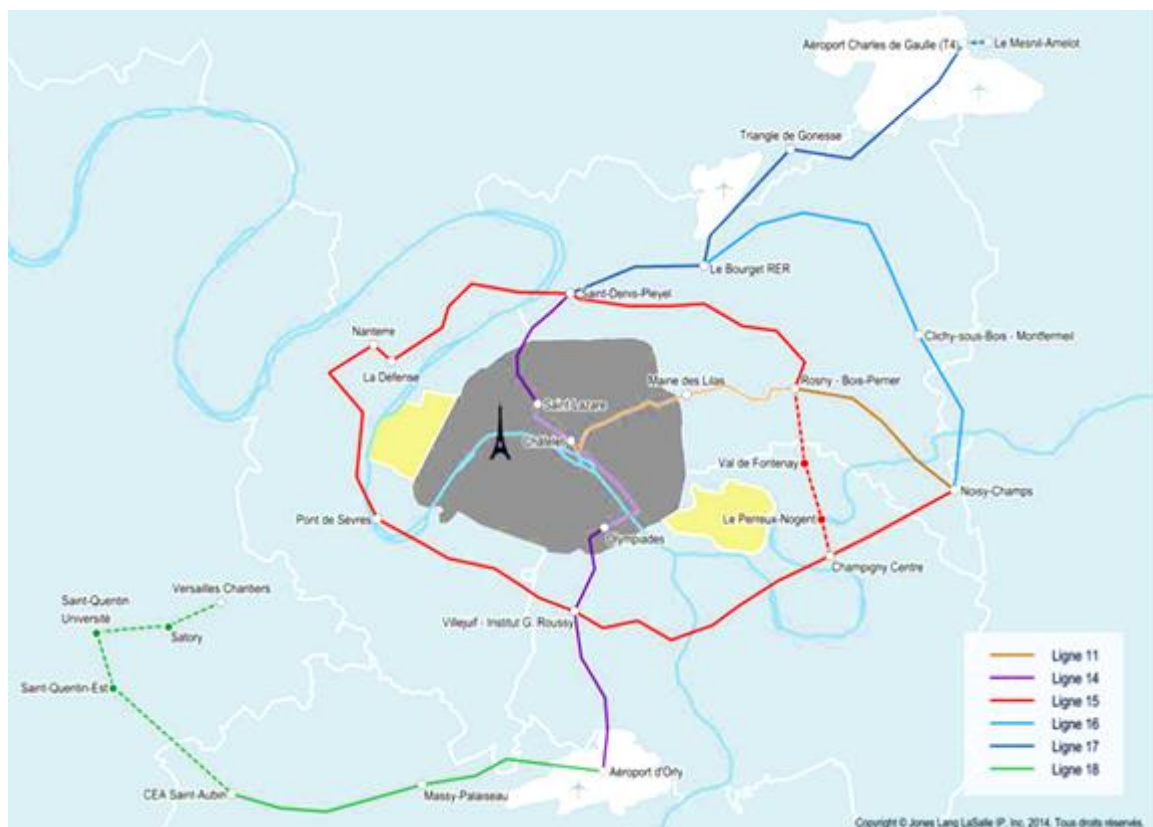 Aéroport Charles de Gaulle (T4)
Le Mesnil-Amelot
Triangle de Gonesse
Le Bourget RER
Saint-Denis-Pleyel
Nanterre
La Défense
Clichy-sous-Bois - Montfermeil
Mairie des Lilas
Rosny - Bois-Perrier
Saint Lazare
Châtelet
Val de Fontenay
Noisy-Champs
Pont de Sèvres
Le Perreux-Nogent
Olympiades
Champigny Centre
Versailles Chantiers
Saint-Quentin
Université
Satory
Villejuif - Institut G. Roussy
Saint-Quentin-Est
Aéroport d'Orly
CEA Saint-Aubin
Massy-Palaiseau
Ligne 11
Ligne 14
Ligne 15
Ligne 16
Ligne 17
Ligne 18
Copyright © Jones Lang LaSalle IP, Inc. 2014. Tous droits réservés.